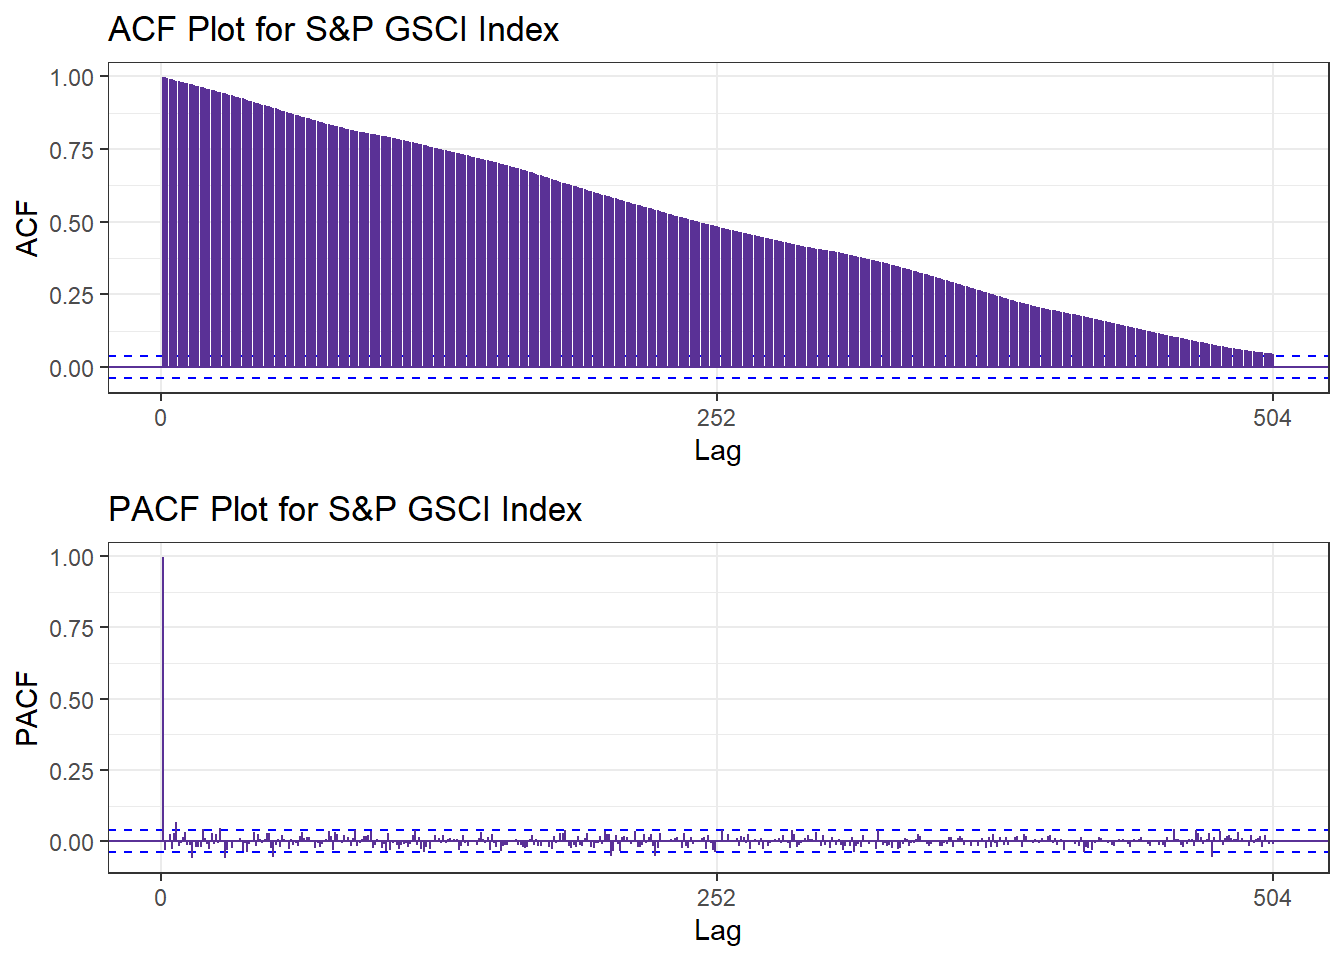 ACF Plot for S&P GSCI Index
1.00
0.75
0.50
0.25
0.00
ACF
0
252
504
Lag
PACF Plot for S&P GSCI Index
1.00
0.75
0.50
0.25
0.00
PACF
0
252
504
Lag